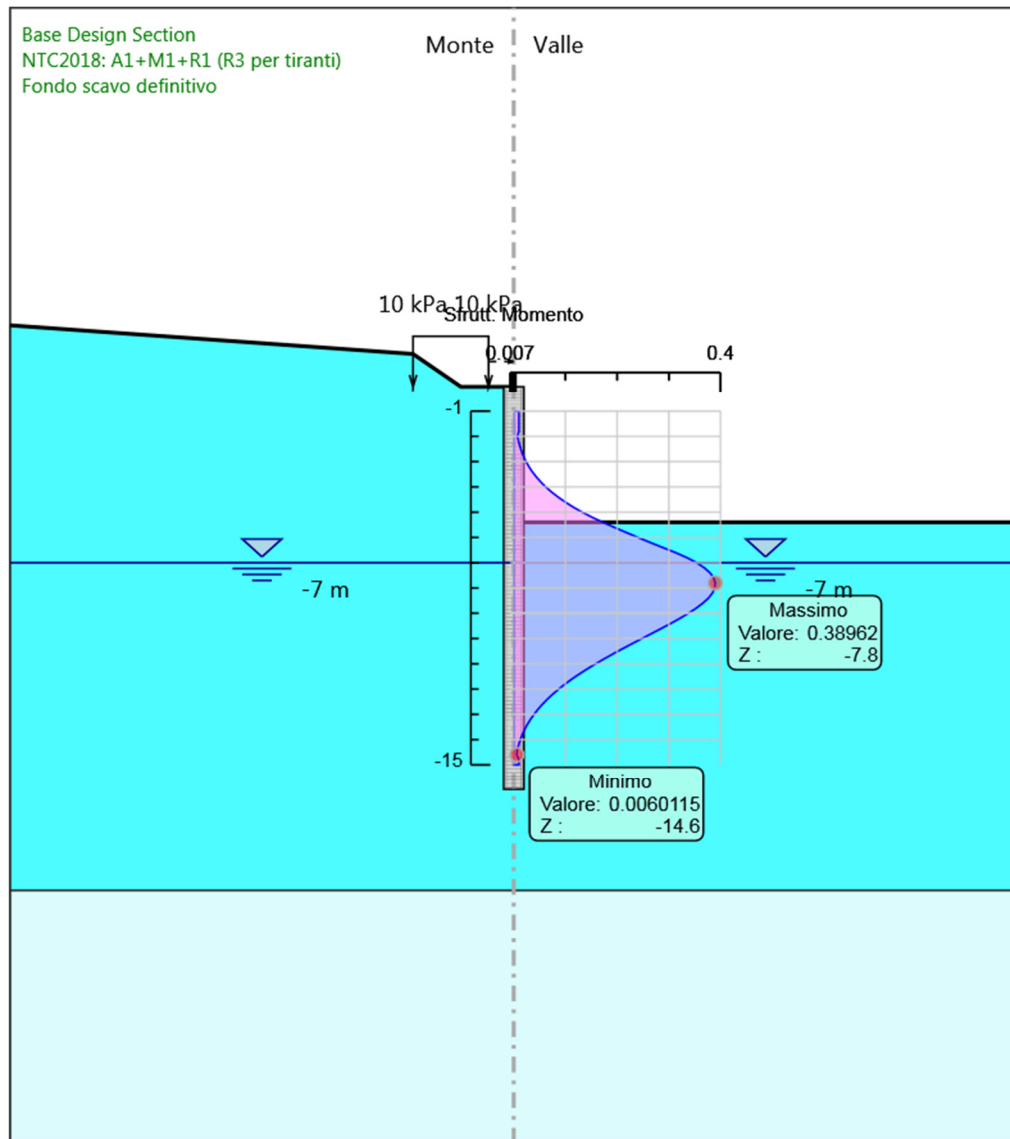 Base Design Section
NTC2018: A1+M1+R1 (R3 per tiranti)
Fondo scavo definitivo
Monte Valle
10 kPa 10 kPa
Sfrutt. Momento
0.007 0.4
-1
-7 m
-7 m
Massimo
Valore: 0.38962
Z : -7.8
-15
Minimo
Valore: 0.0060115
Z : -14.6